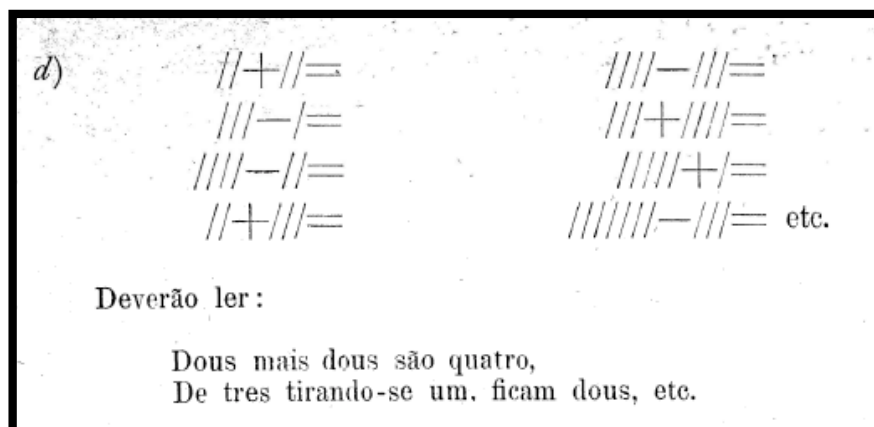 d) //+//=
///—/=
////—//=
//+///=
////—///=
///+////=
/////+/=
///////—///= etc.
Deverão ler:
Dous mais dous são quatro,
De tres tirando-se um, ficam dous, etc.